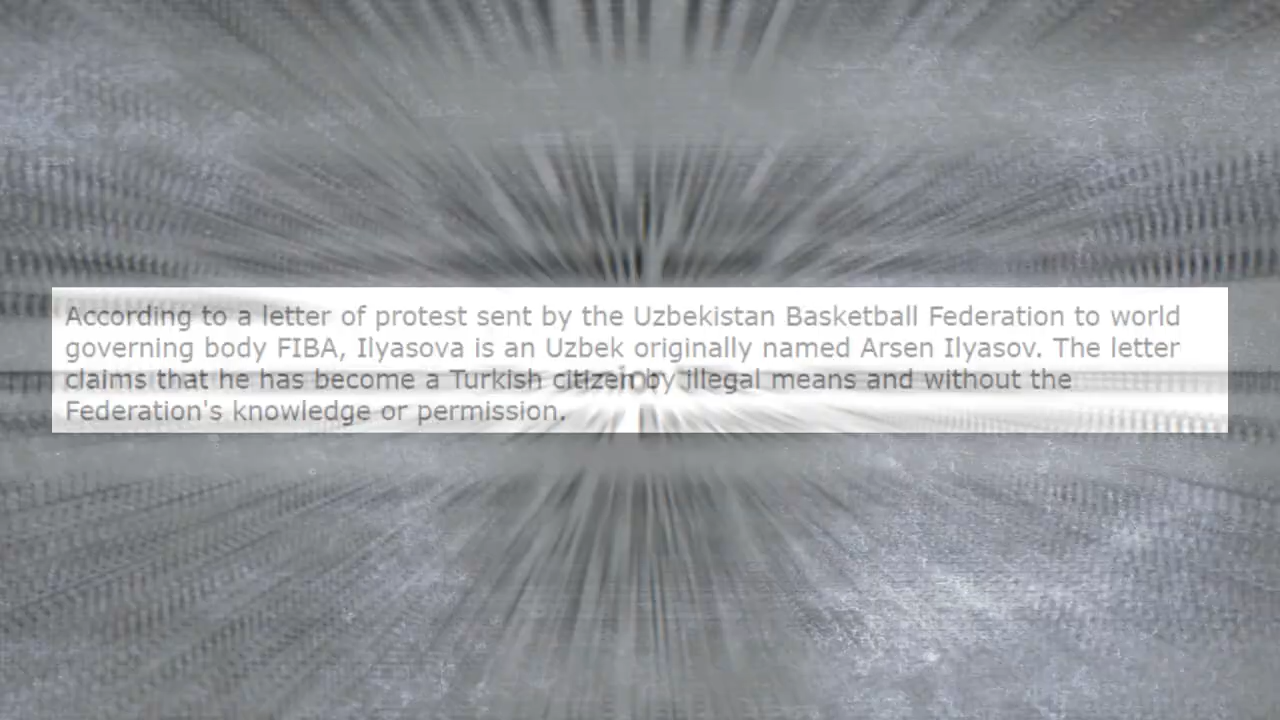 According to a letter of protest sent by the Uzbekistan Basketball Federation to world
governing body FIBA, Ilyasova is an Uzbek originally named Arsen Ilyasov. The letter
claims that he has become a Turkish citizen by illegal means and without the
Federation's knowledge or permission.